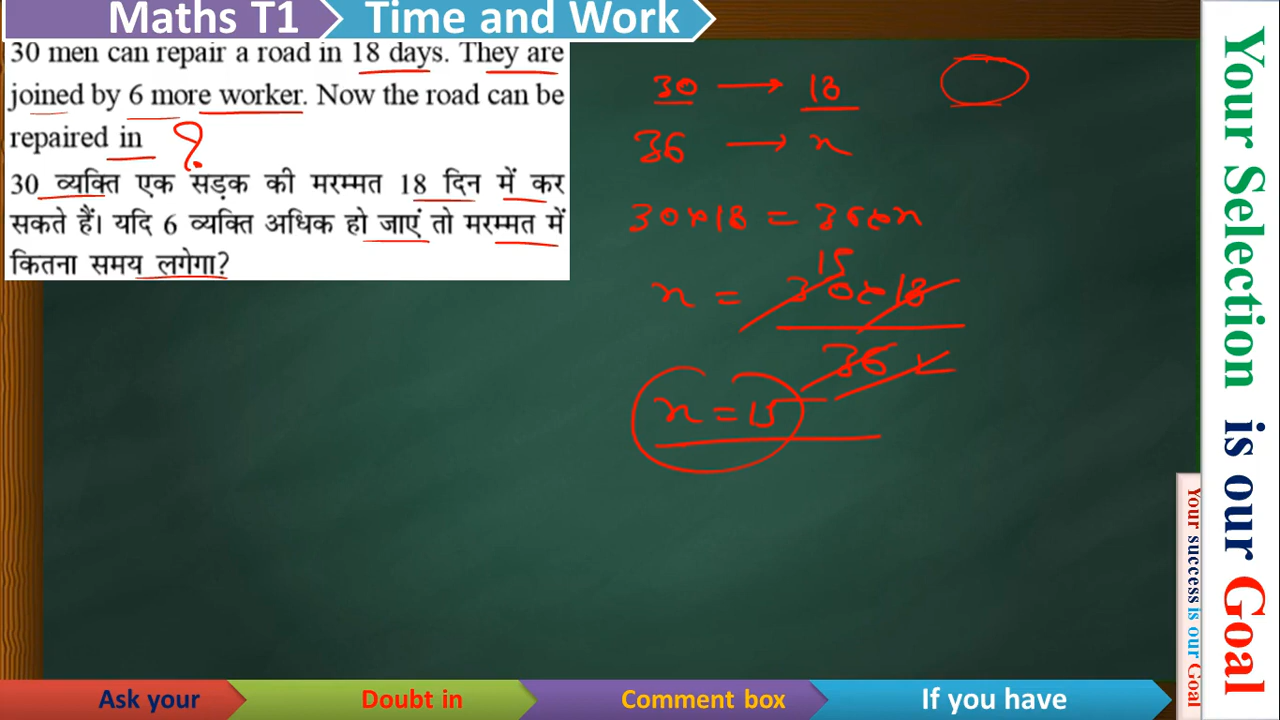 Maths T1
Time and Work
30 men can repair a road in 18 days. They are
joined by 6 more worker. Now the road can be
repaired in ?
30 व्यक्ति एक सड़क की मरम्मत 18 दिन में कर
सकते हैं। यदि 6 व्यक्ति अधिक हो जाएं तो मरम्मत में
कितना समय लगेगा?
30 → 18
36 → x
30×18 = 36×x
15
x = 30×18
36 2
x = 15
Your Selection is our Goal
Your success is our Goal
Ask your
Doubt in
Comment box
If you have